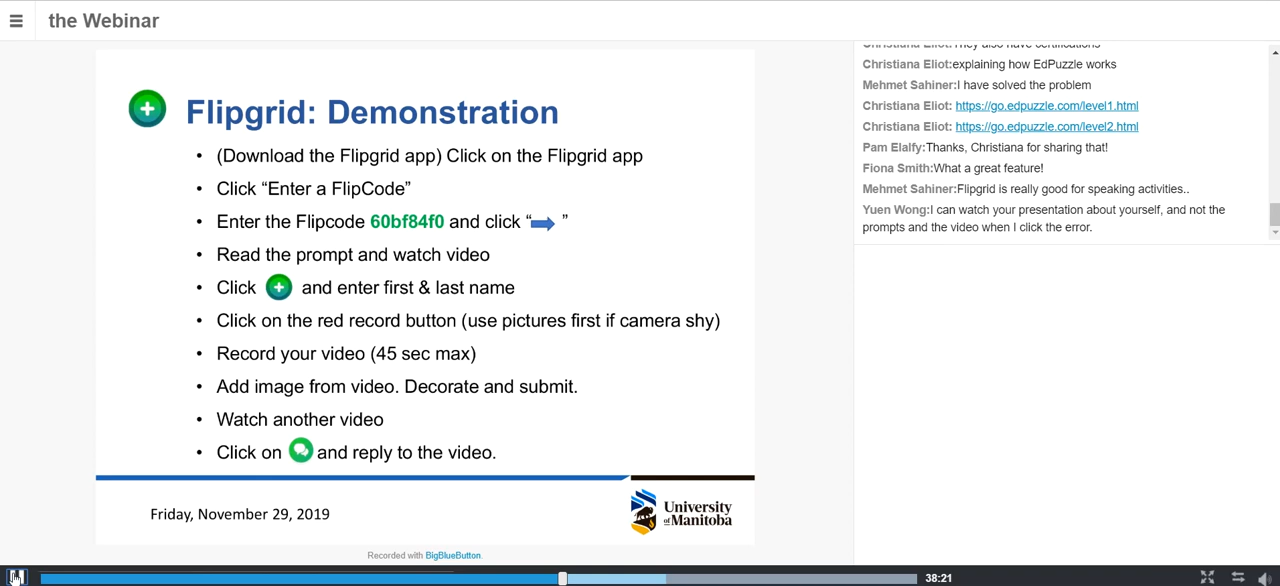 the Webinar
Flipgrid: Demonstration
• (Download the Flipgrid app) Click on the Flipgrid app
• Click “Enter a FlipCode”
• Enter the Flipcode 60bf84f0 and click “ ”
• Read the prompt and watch video
• Click and enter first & last name
• Click on the red record button (use pictures first if camera shy)
• Record your video (45 sec max)
• Add image from video. Decorate and submit.
• Watch another video
• Click on and reply to the video.
Friday, November 29, 2019
University
of Manitoba
Recorded with BigBlueButton.
Christiana Eliot:They also have certifications
Christiana Eliot:explaining how EdPuzzle works
Mehmet Sahiner:I have solved the problem
Christiana Eliot: https://go.edpuzzle.com/level1.html
Christiana Eliot: https://go.edpuzzle.com/level2.html
Pam Elalfy:Thanks, Christiana for sharing that!
Fiona Smith:What a great feature!
Mehmet Sahiner:Flipgrid is really good for speaking activities..
Yuen Wong:I can watch your presentation about yourself, and not the
prompts and the video when I click the error.
38:21